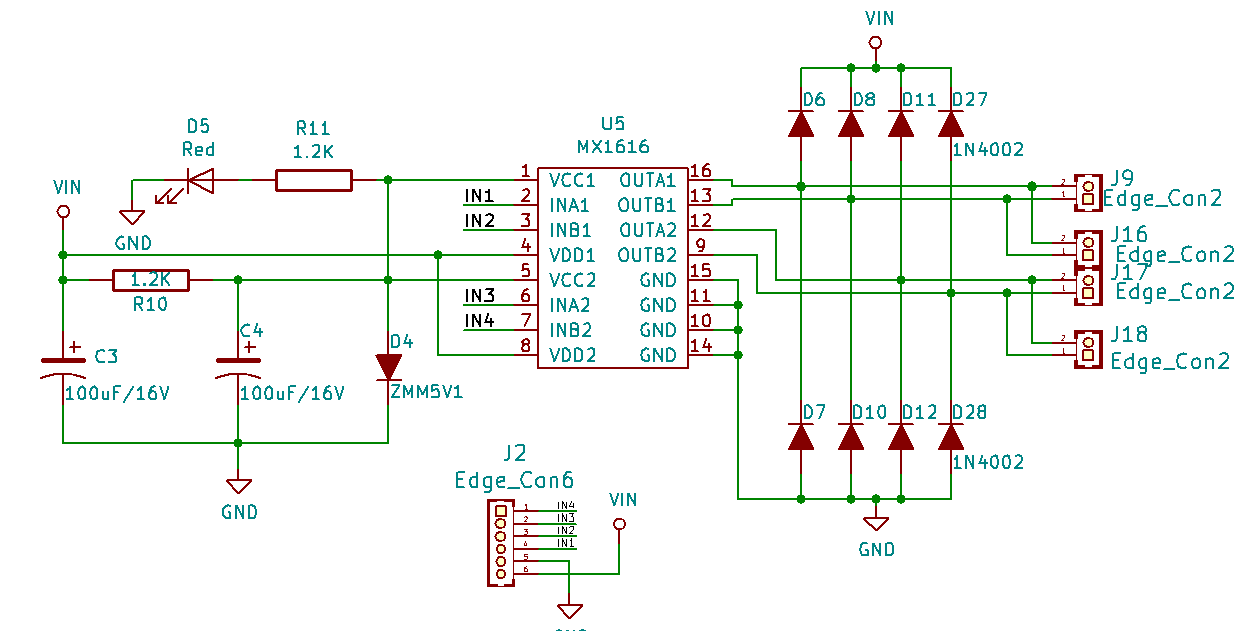 VIN
D5
Red
R11
1.2K
VIN
GND
1.2K
R10
C3
100uF/16V
C4
100uF/16V
D4
ZMM5V1
GND
U5
MX1616
1 VCC1 OUTA1 16
IN1 2 INA1 OUTB1 13
IN2 3 INB1 OUTA2 12
4 VDD1 OUTB2 9
5 VCC2 GND 15
IN3 6 INA2 GND 11
IN4 7 INB2 GND 10
8 VDD2 GND 14
D6 D8 D11 D27
1N4002
2 J9
1 Edge_Con2
2 J16
1 Edge_Con2
2 J17
1 Edge_Con2
2 J18
1 Edge_Con2
D7 D10 D12 D28
1N4002
GND
J2
Edge_Con6
VIN
1 IN4
2 IN3
3 IN2
4 IN1
5
6